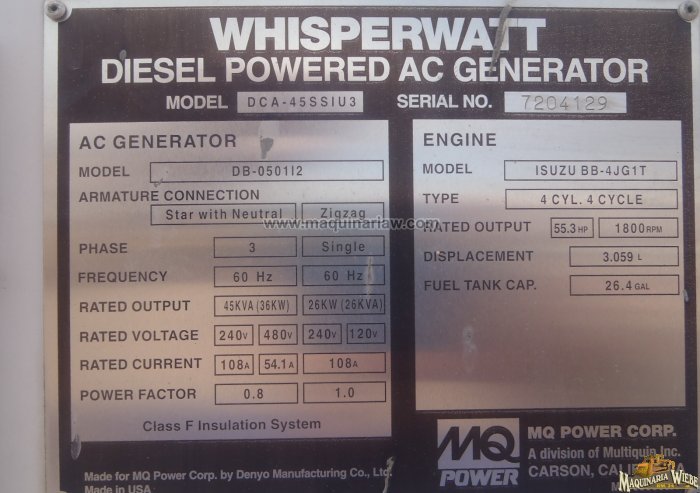 WHISPERWATT
DIESEL POWERED AC GENERATOR
MODEL DCA-45SSIU3 SERIAL NO. 7204129
AC GENERATOR
MODEL DB-0501I2
ARMATURE CONNECTION
Star with Neutral Zigzag
PHASE 3 Single
FREQUENCY 60 Hz 60 Hz
RATED OUTPUT 45KVA (36KW) 26KW (26KVA)
RATED VOLTAGE 240V 480V 240V 120V
RATED CURRENT 108A 54.1A 108A
POWER FACTOR 0.8 1.0
Class F Insulation System
ENGINE
MODEL ISUZU BB-4JG1T
TYPE 4 CYL. 4 CYCLE
RATED OUTPUT 55.3 HP 1800 RPM
DISPLACEMENT 3.059 L
FUEL TANK CAP. 26.4 GAL
www.maquinariaw.com
Made for MQ Power Corp. by Denyo Manufacturing Co., Ltd.
Made in USA
MQ
POWER
MQ POWER CORP.
A division of Multiquip Inc.
CARSON,
MAQUINARIA WIEBE